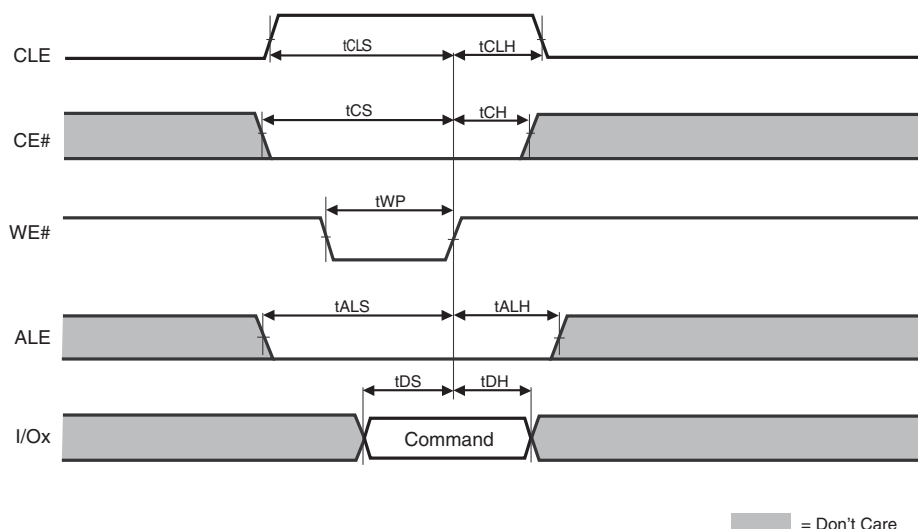 CLE
tCLS
tCLH
CE#
tCS
tCH
WE#
tWP
ALE
tALS
tALH
I/Ox
tDS
tDH
Command
= Don't Care